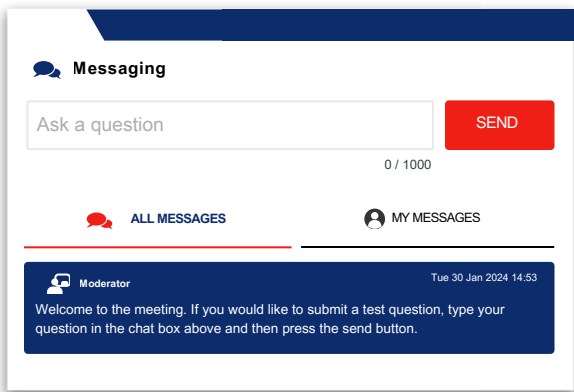 Messaging
Ask a question
SEND
0 / 1000
ALL MESSAGES
MY MESSAGES
Moderator
Tue 30 Jan 2024 14:53
Welcome to the meeting. If you would like to submit a test question, type your
question in the chat box above and then press the send button.